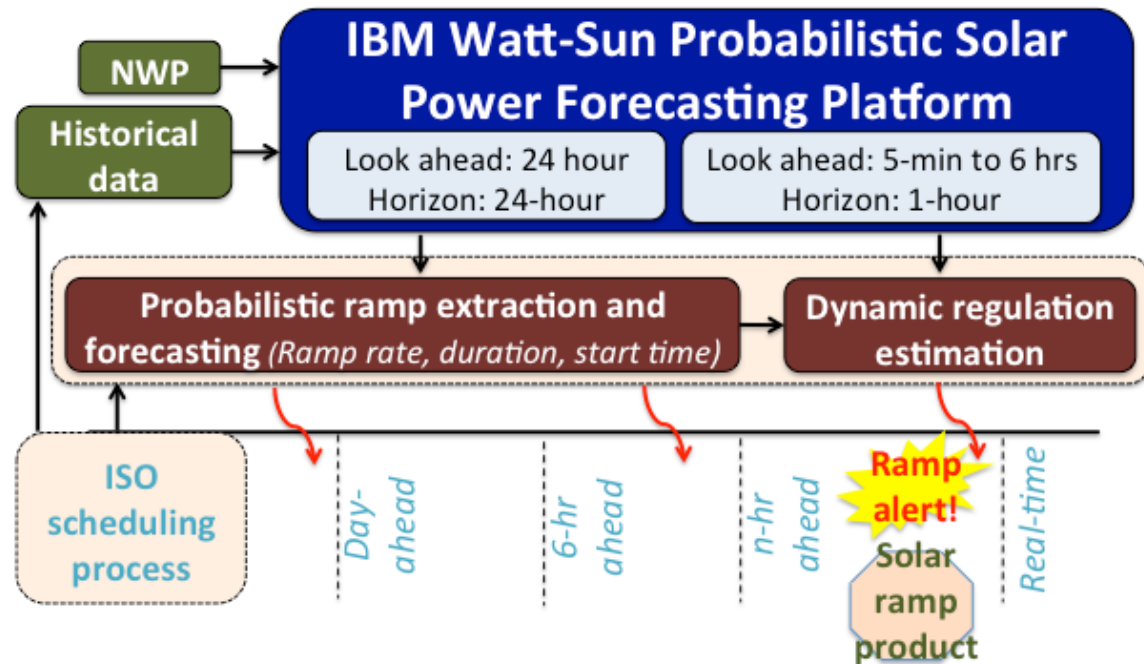 IBM Watt-Sun Probabilistic Solar
Power Forecasting Platform
NWP
Historical
data
Look ahead: 24 hour
Horizon: 24-hour
Look ahead: 5-min to 6 hrs
Horizon: 1-hour
Probabilistic ramp extraction and
forecasting (Ramp rate, duration, start time)
Dynamic regulation
estimation
ISO
scheduling
process
Day-
ahead
6-hr
ahead
n-hr
ahead
Ramp
alert!
Solar
ramp
product
Real-time